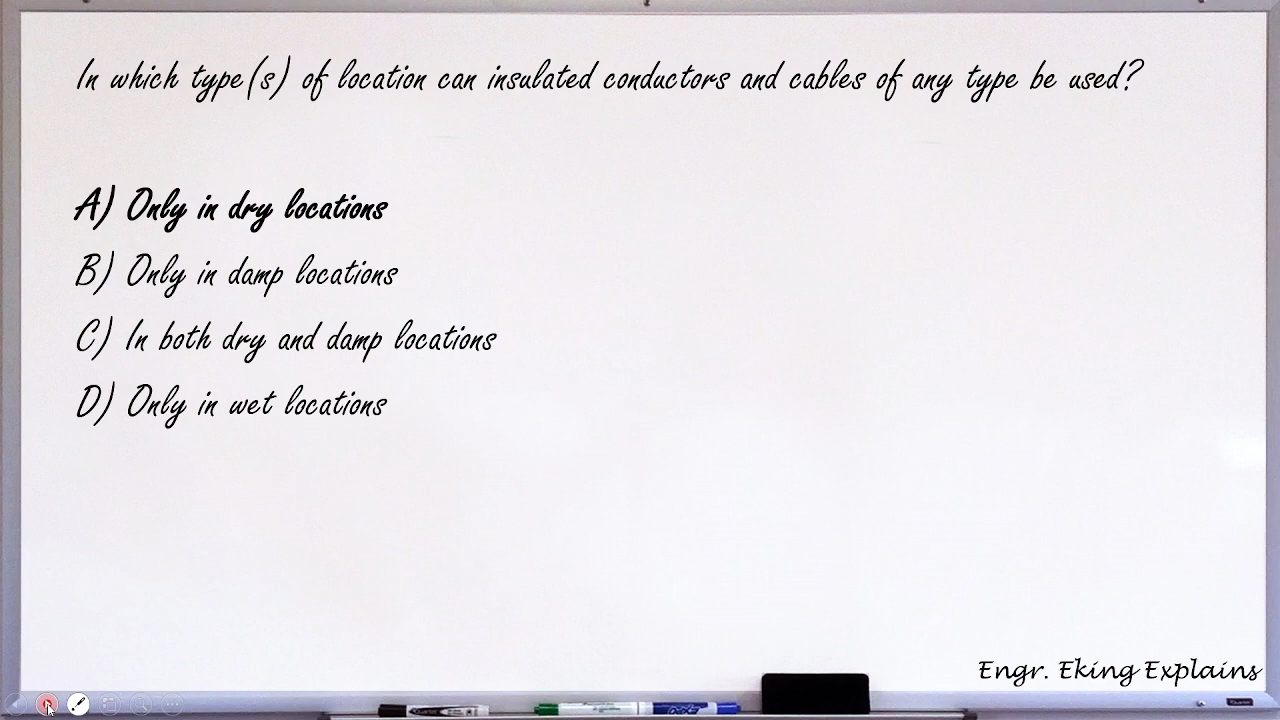 In which type(s) of location can insulated conductors and cables of any type be used?
A) Only in dry locations
B) Only in damp locations
C) In both dry and damp locations
D) Only in wet locations
Engr. Eking Explains